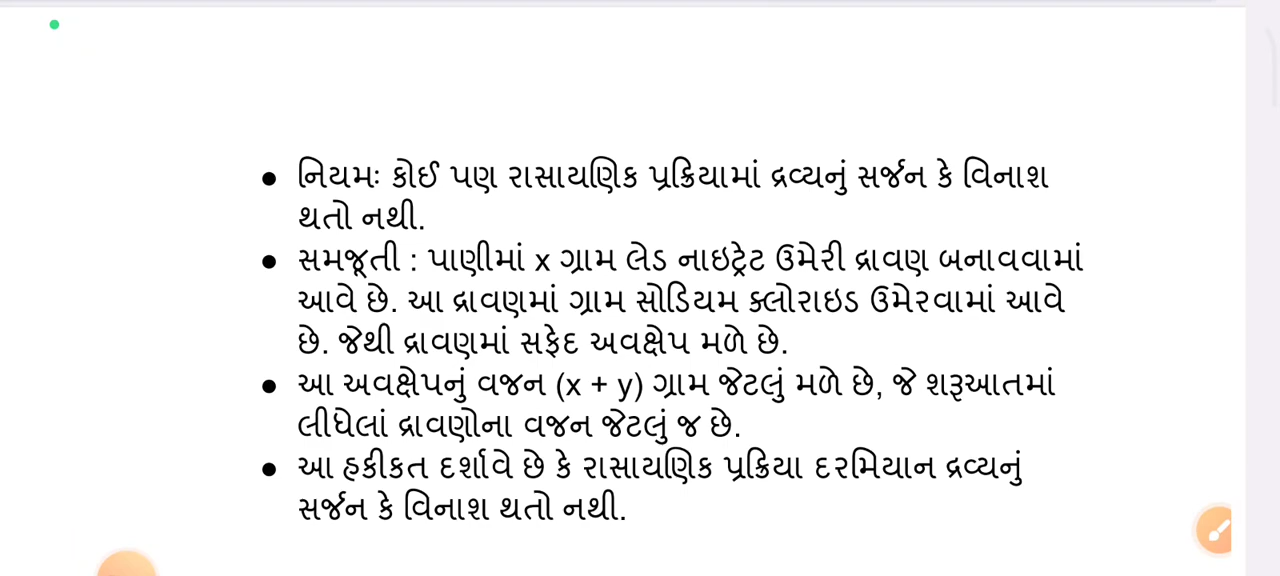 • નિયમઃ કોઈ પણ રાસાયણિક પ્રક્રિયામાં દ્રવ્યનું સર્જન કે વિનાશ
થતો નથી.
• સમજૂતી : પાણીમાં x ગ્રામ લેડ નાઇટ્રેટ ઉમેરી દ્રાવણ બનાવવામાં
આવે છે. આ દ્રાવણમાં ગ્રામ સોડિયમ ક્લોરાઇડ ઉમેરવામાં આવે
છે. જેથી દ્રાવણમાં સફેદ અવક્ષેપ મળે છે.
• આ અવક્ષેપનું વજન (x + y) ગ્રામ જેટલું મળે છે, જે શરૂઆતમાં
લીધેલાં દ્રાવણોના વજન જેટલું જ છે.
• આ હકીકત દર્શાવે છે કે રાસાયણિક પ્રક્રિયા દરમિયાન દ્રવ્યનું
સર્જન કે વિનાશ થતો નથી.